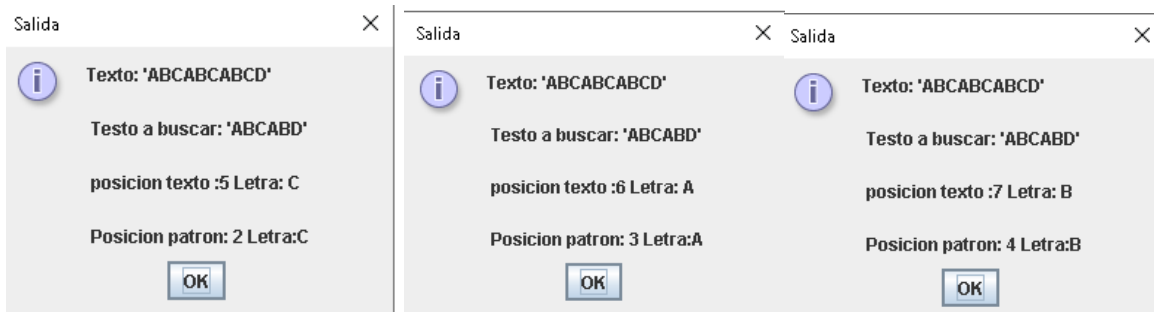 Salida
Texto: 'ABCABCABCD'
Testo a buscar: 'ABCABD'
posicion texto :5 Letra: C
Posicion patron: 2 Letra:C
OK
Salida
Texto: 'ABCABCABCD'
Testo a buscar: 'ABCABD'
posicion texto :6 Letra: A
Posicion patron: 3 Letra:A
OK
Salida
Texto: 'ABCABCABCD'
Testo a buscar: 'ABCABD'
posicion texto :7 Letra: B
Posicion patron: 4 Letra:B
OK